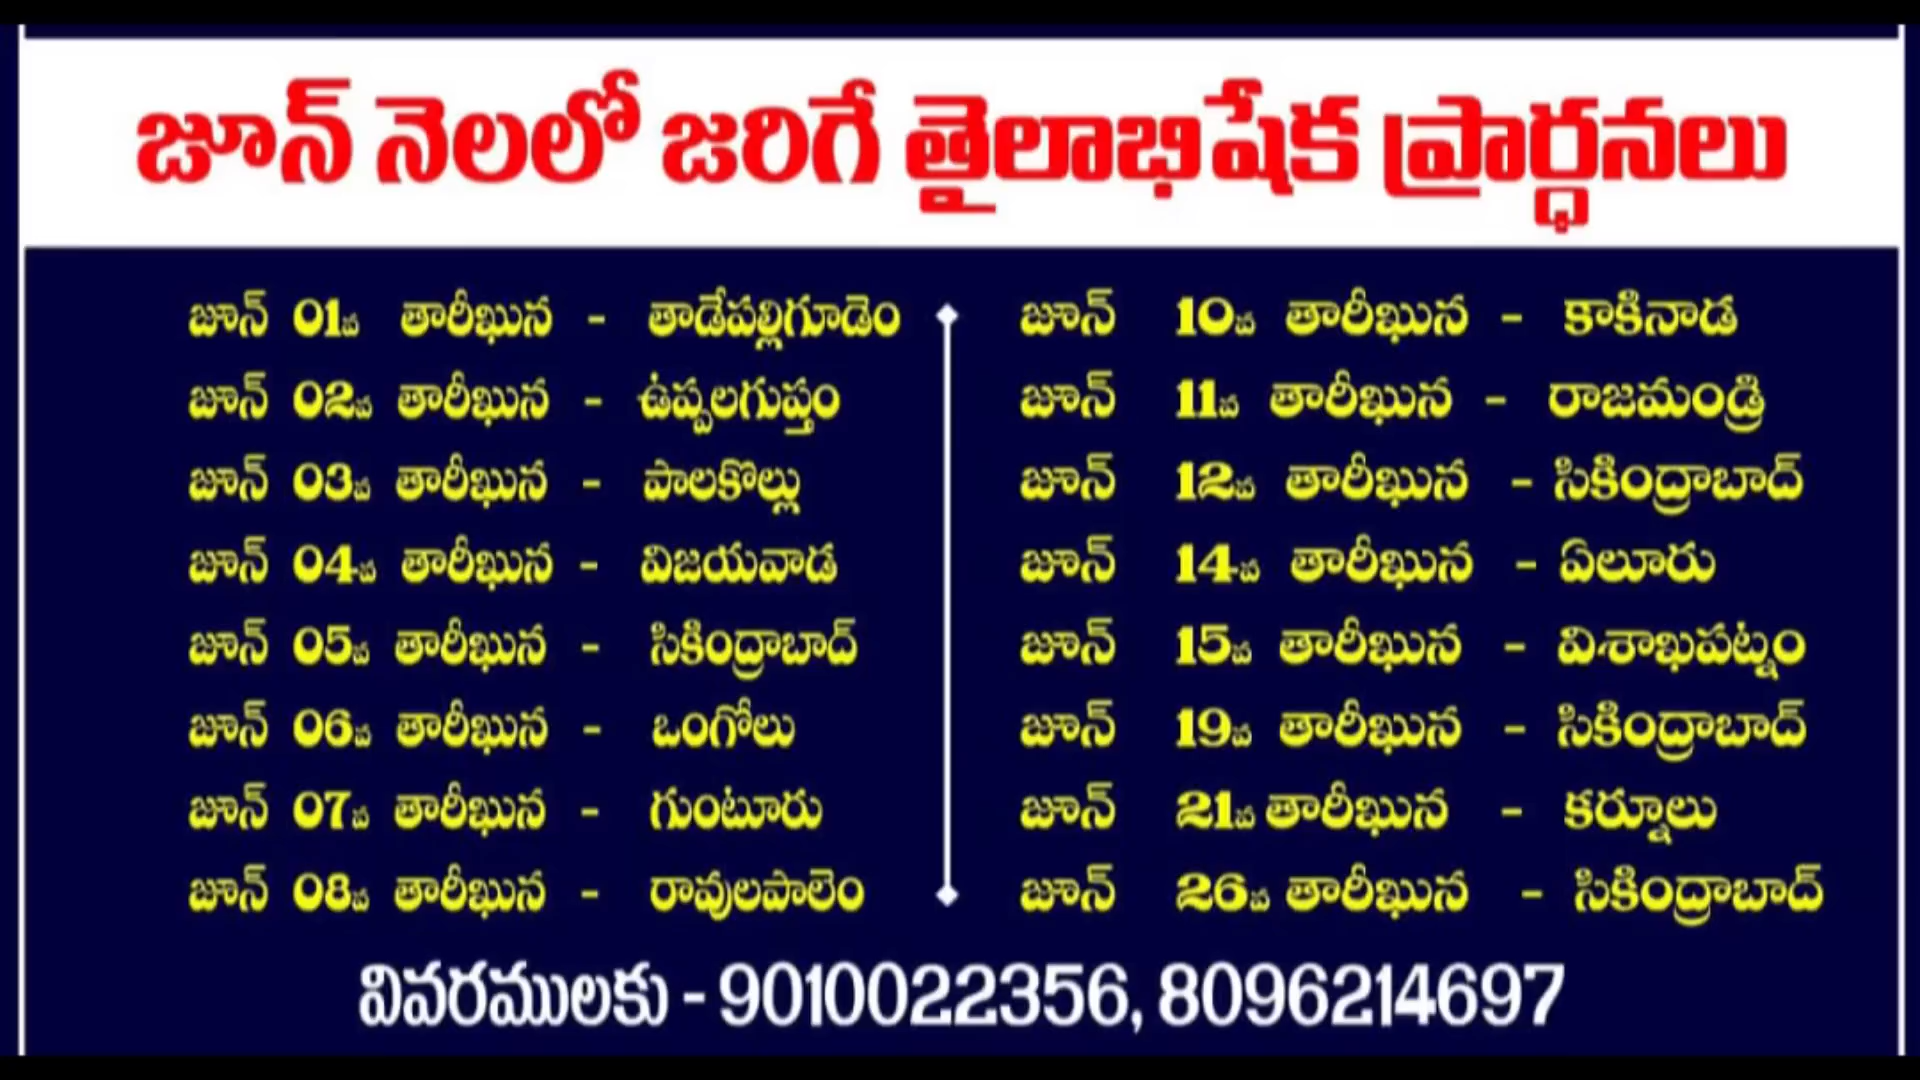 జూన్ నెలలో జరిగే తైలాభిషేక ప్రార్ధనలు
జూన్ 01వ తారీఖున - తాడేపల్లిగూడెం
జూన్ 02వ తారీఖున - ఉప్పలగుప్తం
జూన్ 03వ తారీఖున - పాలకొల్లు
జూన్ 04వ తారీఖున - విజయవాడ
జూన్ 05వ తారీఖున - సికింద్రాబాద్
జూన్ 06వ తారీఖున - ఒంగోలు
జూన్ 07వ తారీఖున - గుంటూరు
జూన్ 08వ తారీఖున - రావులపాలెం
జూన్ 10వ తారీఖున - కాకినాడ
జూన్ 11వ తారీఖున - రాజమండ్రి
జూన్ 12వ తారీఖున - సికింద్రాబాద్
జూన్ 14వ తారీఖున - ఏలూరు
జూన్ 15వ తారీఖున - విశాఖపట్నం
జూన్ 19వ తారీఖున - సికింద్రాబాద్
జూన్ 21వ తారీఖున - కర్నూలు
జూన్ 26వ తారీఖున - సికింద్రాబాద్
వివరములకు - 9010022356, 8096214697